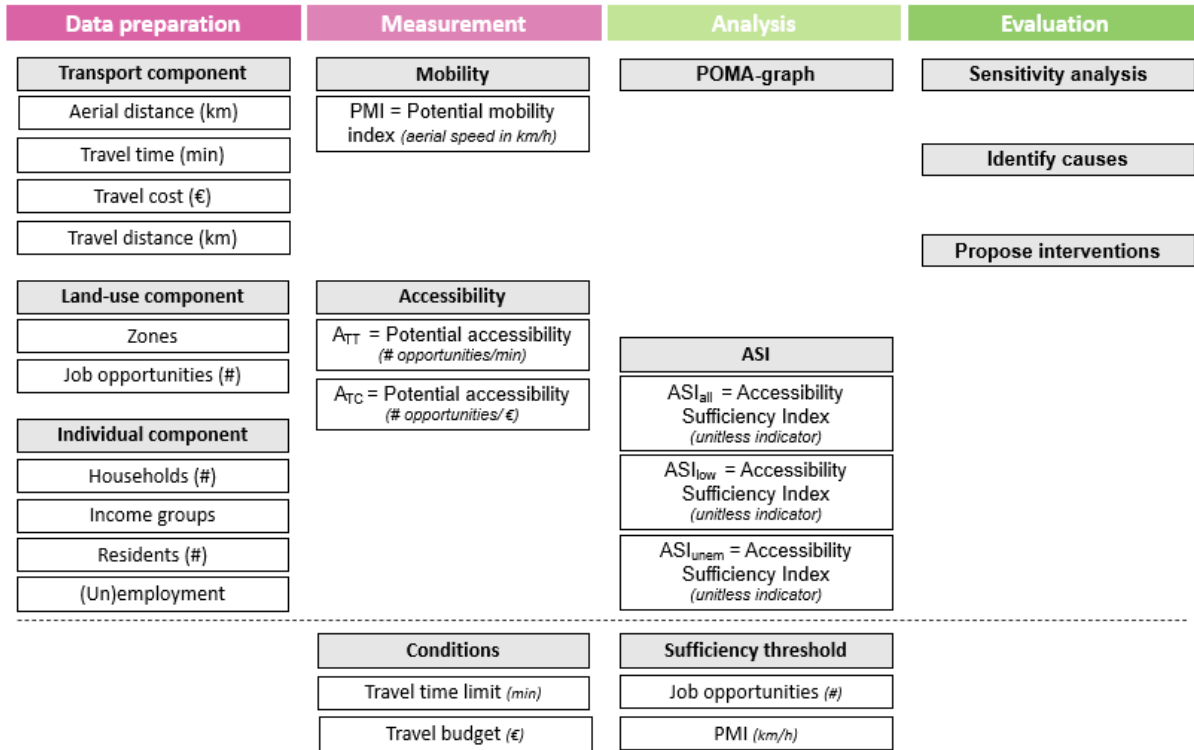 Data preparation
Transport component
Aerial distance (km)
Travel time (min)
Travel cost (€)
Travel distance (km)
Land-use component
Zones
Job opportunities (#)
Individual component
Households (#)
Income groups
Residents (#)
(Un)employment
Measurement
Mobility
PMI = Potential mobility
index (aerial speed in km/h)
Accessibility
ATT = Potential accessibility
(# opportunities/min)
ATC = Potential accessibility
(# opportunities/ €)
Conditions
Travel time limit (min)
Travel budget (€)
Analysis
POMA-graph
ASI
ASIall = Accessibility
Sufficiency Index
(unitless indicator)
ASIlow = Accessibility
Sufficiency Index
(unitless indicator)
ASIunem = Accessibility
Sufficiency Index
(unitless indicator)
Sufficiency threshold
Job opportunities (#)
PMI (km/h)
Evaluation
Sensitivity analysis
Identify causes
Propose interventions